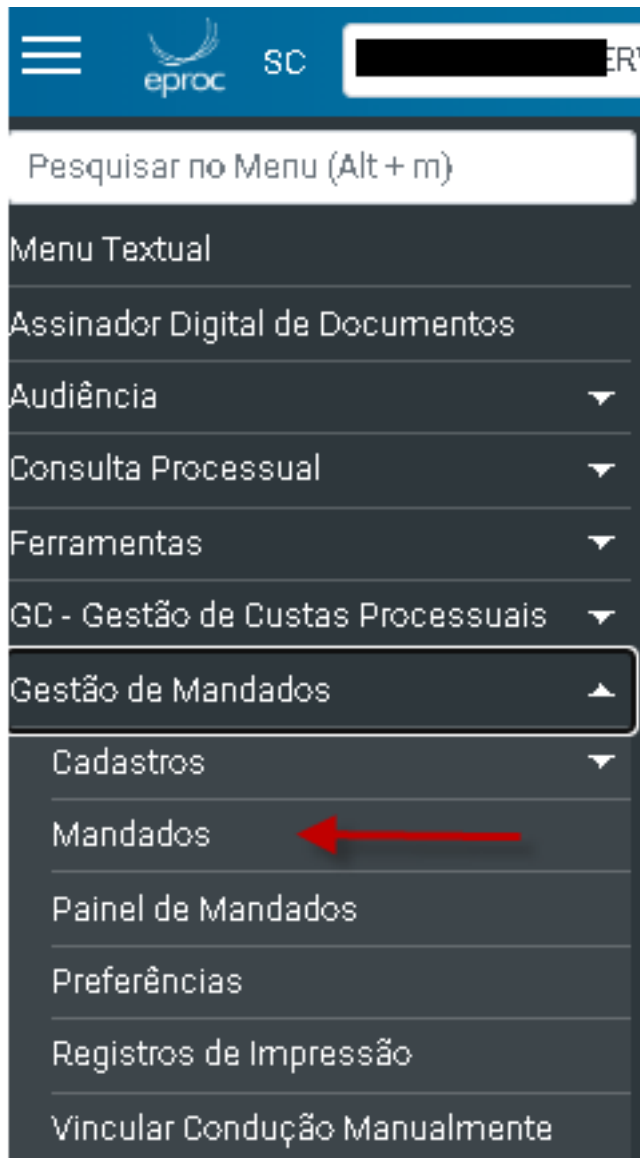 eproc SC
Pesquisar no Menu (Alt + m)
Menu Textual
Assinador Digital de Documentos
Audiência
Consulta Processual
Ferramentas
GC - Gestão de Custas Processuais
Gestão de Mandados
Cadastros
Mandados
Painel de Mandados
Preferências
Registros de Impressão
Vincular Condução Manualmente